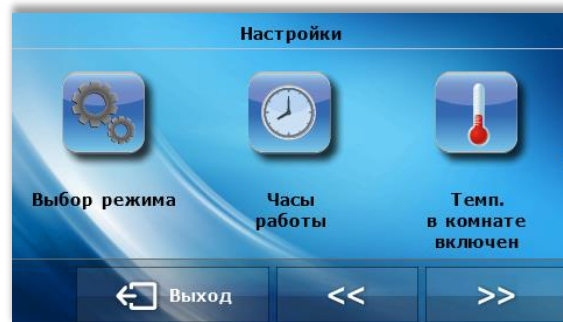 Настройки
Выбор режима
Часы
работы
Темп.
в комнате
включен
Выход
<<
>>